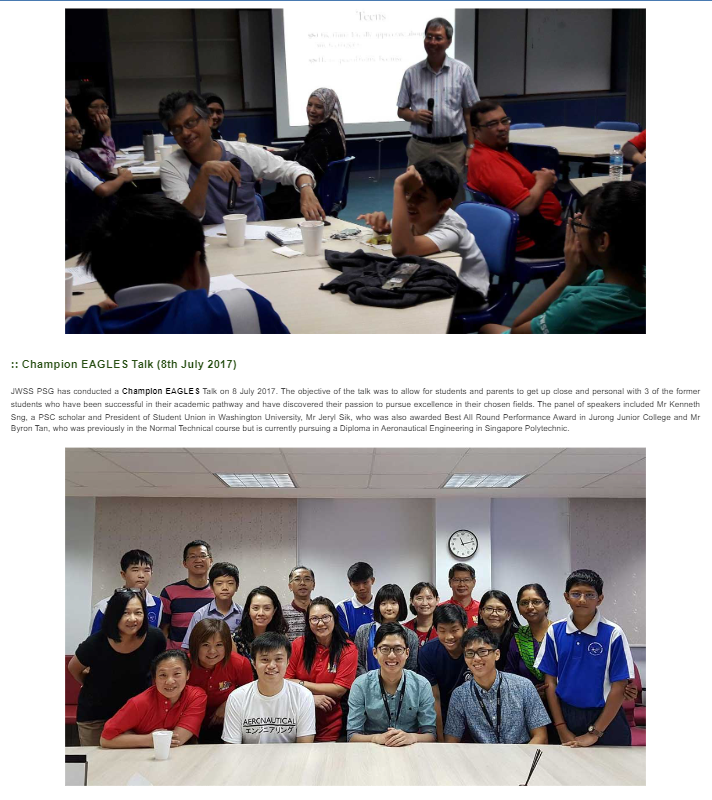 Teens
:: Champion EAGLES Talk (8th July 2017)
JWSS PSG has conducted a Champion EAGLES Talk on 8 July 2017. The objective of the talk was to allow for students and parents to get up close and personal with 3 of the former
students who have been successful in their academic pathway and have discovered their passion to pursue excellence in their chosen fields. The panel of speakers included Mr Kenneth
Sng, a PSC scholar and President of Student Union in Washington University, Mr Jeryl Sik, who was also awarded Best All Round Performance Award in Jurong Junior College and Mr
Byron Tan, who was previously in the Normal Technical course but is currently pursuing a Diploma in Aeronautical Engineering in Singapore Polytechnic.
AERONAUTICAL
エンジニアリング